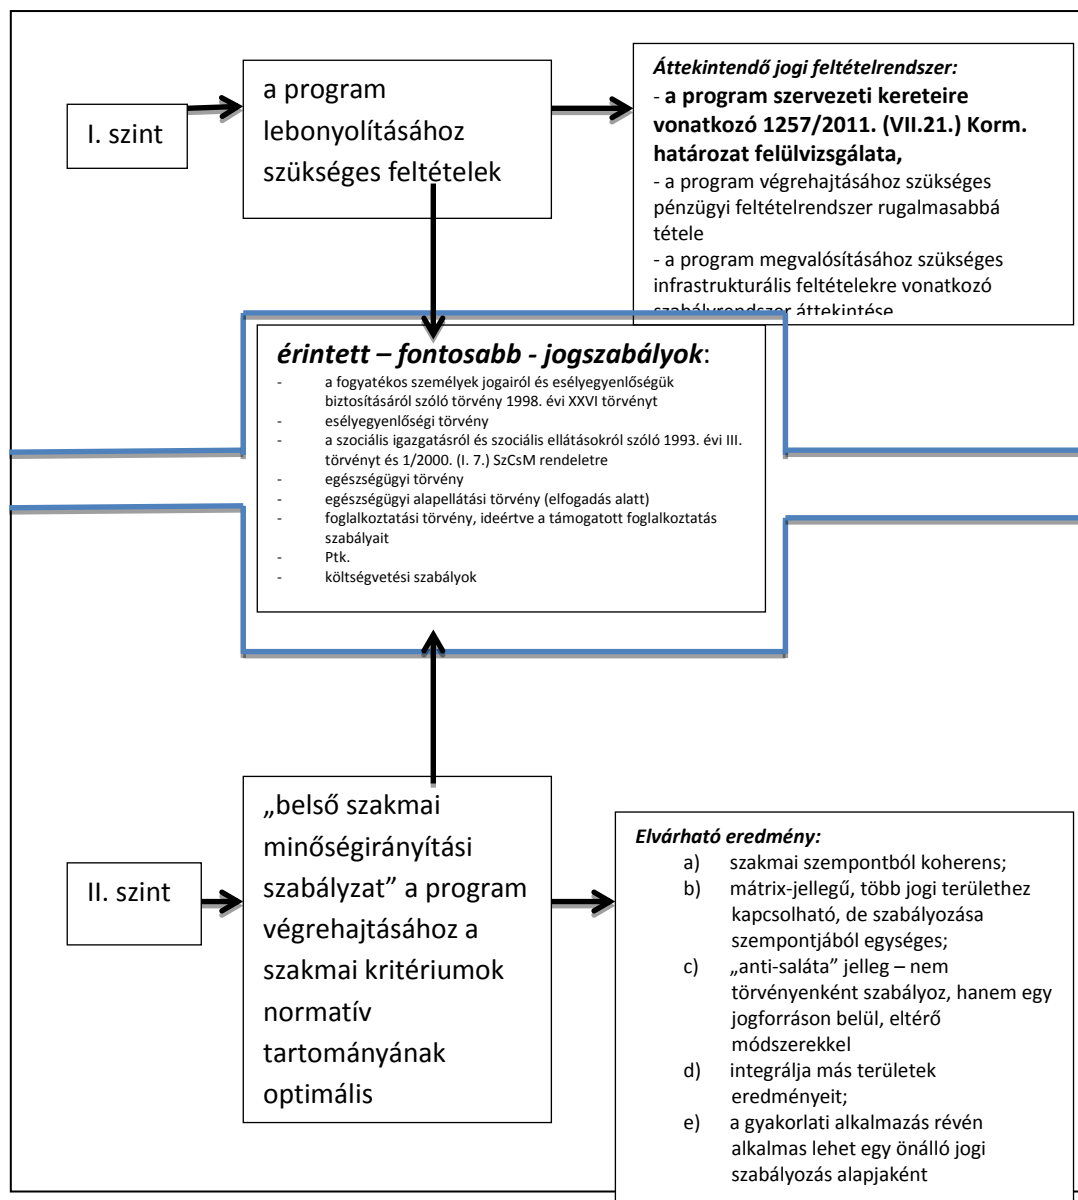 I. szint
a program
lebonyolításához
szükséges feltételek
Áttekintendő jogi feltételrendszer:
- a program szervezeti kereteire
vonatkozó 1257/2011. (VII.21.) Korm.
határozat felülvizsgálata,
- a program végrehajtásához szükséges
pénzügyi feltételrendszer rugalmasabbá
tétele
- a program megvalósításához szükséges
infrastrukturális feltételekre vonatkozó
szabályrendszer áttekintése
érintett – fontosabb - jogszabályok:
- a fogyatékos személyek jogairól és esélyegyenlőségük
biztosításáról szóló törvény 1998. évi XXVI törvényt
- esélyegyenlőségi törvény
- a szociális igazgatásról és szociális ellátásokról szóló 1993. évi III.
törvényt és 1/2000. (I. 7.) SzCsM rendeletre
- egészségügyi törvény
- egészségügyi alapellátási törvény (elfogadás alatt)
- foglalkoztatási törvény, ideértve a támogatott foglalkoztatás
szabályait
- Ptk.
- költségvetési szabályok
II. szint
„belső szakmai
minőségirányítási
szabályzat” a program
végrehajtásához a
szakmai kritériumok
normatív
tartományának
optimális
Elvárható eredmény:
a) szakmai szempontból koherens;
b) mátrix-jellegű, több jogi területhez
kapcsolható, de szabályozása
szempontjából egységes;
c) „anti-saláta” jelleg – nem
törvényenként szabályoz, hanem egy
jogforráson belül, eltérő
módszerekkel
d) integrálja más területek
eredményeit;
e) a gyakorlati alkalmazás révén
alkalmas lehet egy önálló jogi
szabályozás alapjaként